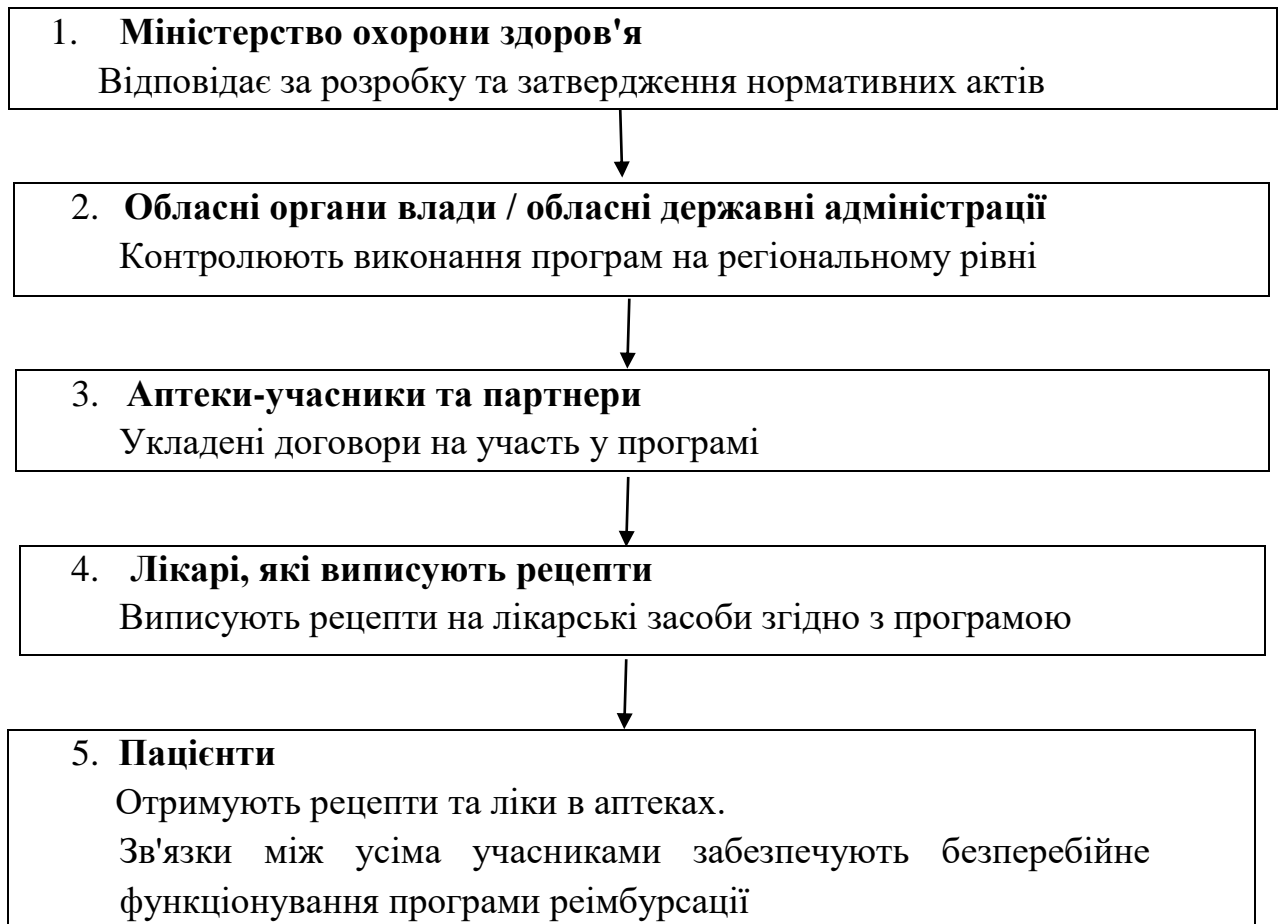 1. Міністерство охорони здоров'я
Відповідає за розробку та затвердження нормативних актів
2. Обласні органи влади / обласні державні адміністрації
Контролюють виконання програм на регіональному рівні
3. Аптеки-учасники та партнери
Укладені договори на участь у програмі
4. Лікарі, які виписують рецепти
Виписують рецепти на лікарські засоби згідно з програмою
5. Пацієнти
Отримують рецепти та ліки в аптеках.
Зв'язки між усіма учасниками забезпечують безперебійне
функціонування програми реімбурсації